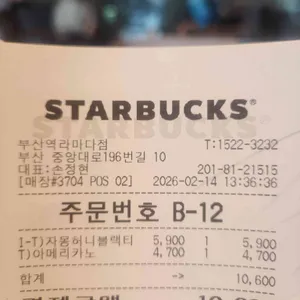 STARBUCKS
부산역라마다점 T:1522-3232
부산 중앙대로196번길 10
대표:손정현 201-81-21515
[매장#3704 POS 02] 2026-02-14 13:36:36
주문번호 B-12
I-T)자몽허니블랙티 5,900 1 5,900
T)아메리카노 4,700 1 4,700
합계 -> 10,600